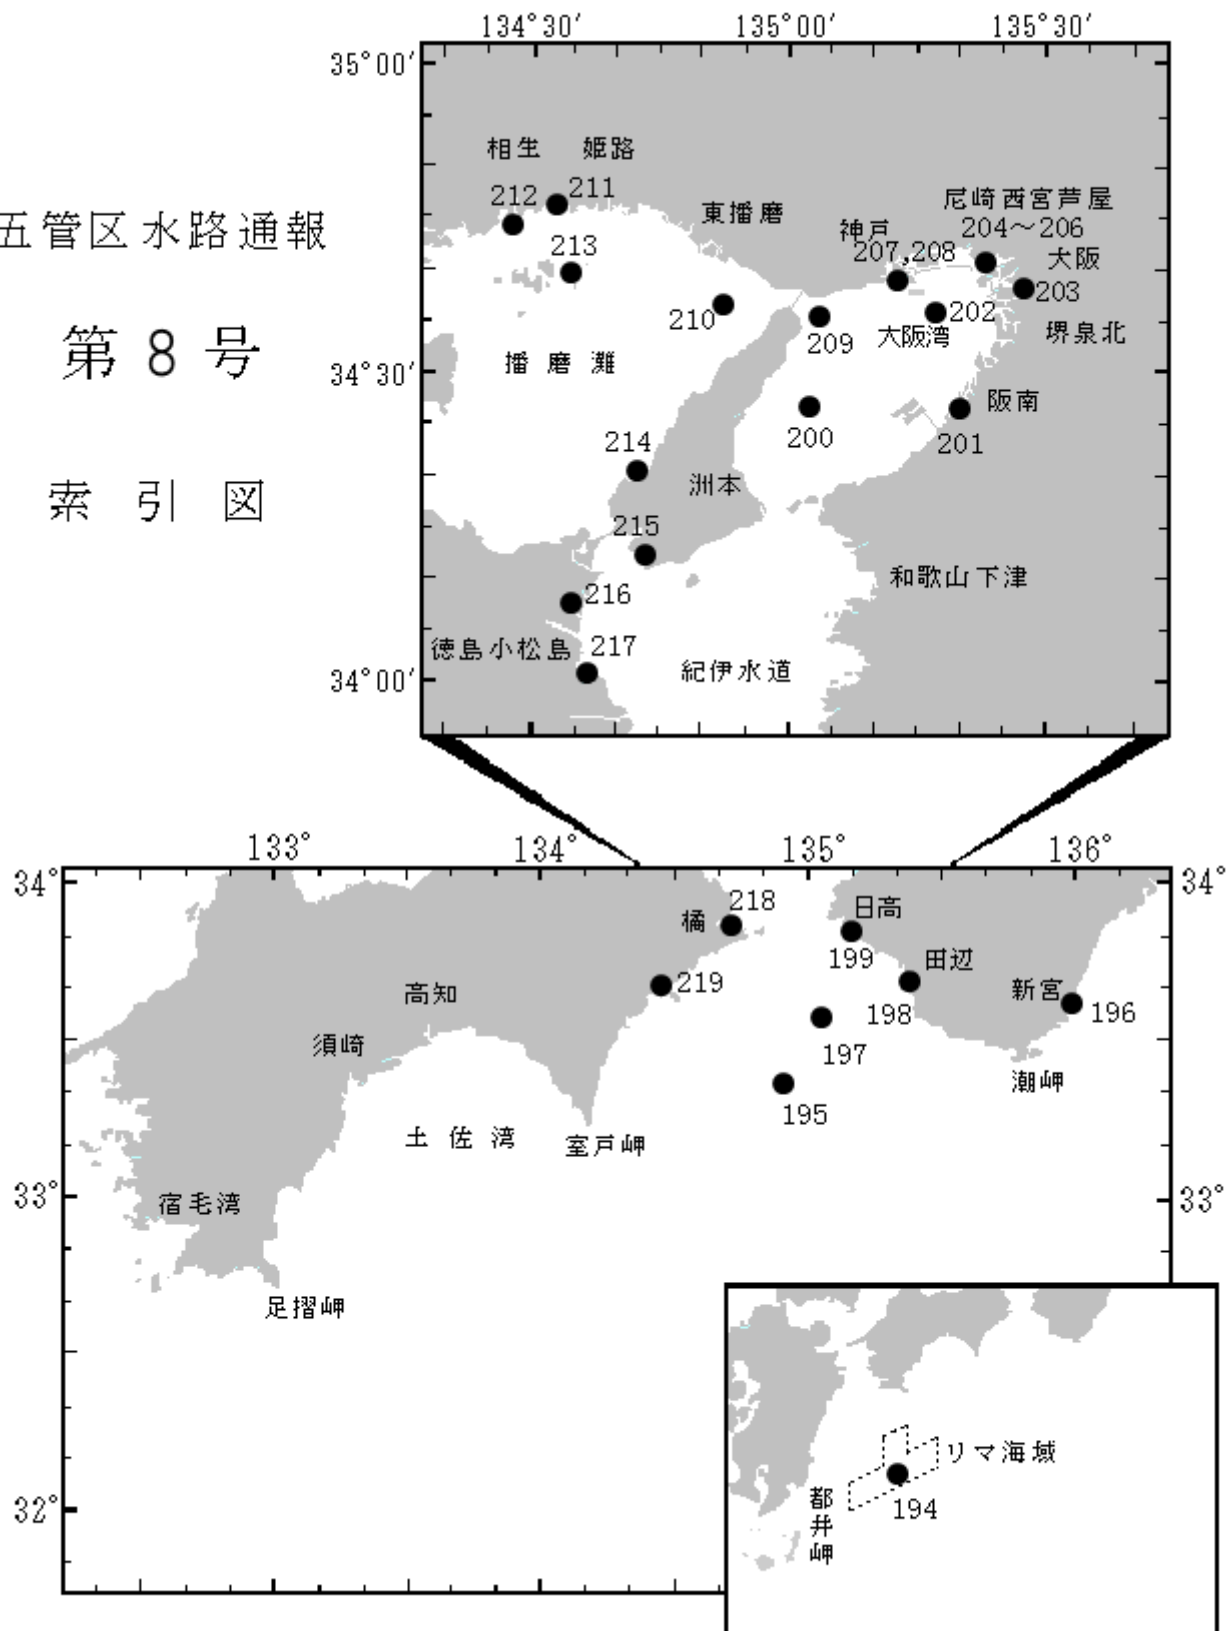 134°30′ 135°00′ 135°30′
35°00′
相生 姫路
212 211
213
東播磨
神戸
207,208
尼崎西宮芦屋
204～206
大阪
203
202
210
209
大阪湾
堺泉北
五管区水路通報
第 8 号
索 引 図
34°30′
播 磨 灘
阪南
200
201
214
洲本
215
和歌山下津
216
徳島小松島
217
紀伊水道
34°00′
133° 134° 135° 136°
34° 34°
218
橘
日高
199
219
田辺
198
新宮
196
高知
須崎
197
潮岬
195
土 佐 湾
室戸岬
33° 33°
宿毛湾
足摺岬
32°
リマ海域
194
都井岬